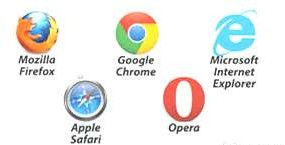 Mozilla
Firefox
Google
Chrome
Microsoft
Internet
Explorer
Apple
Safari
Opera